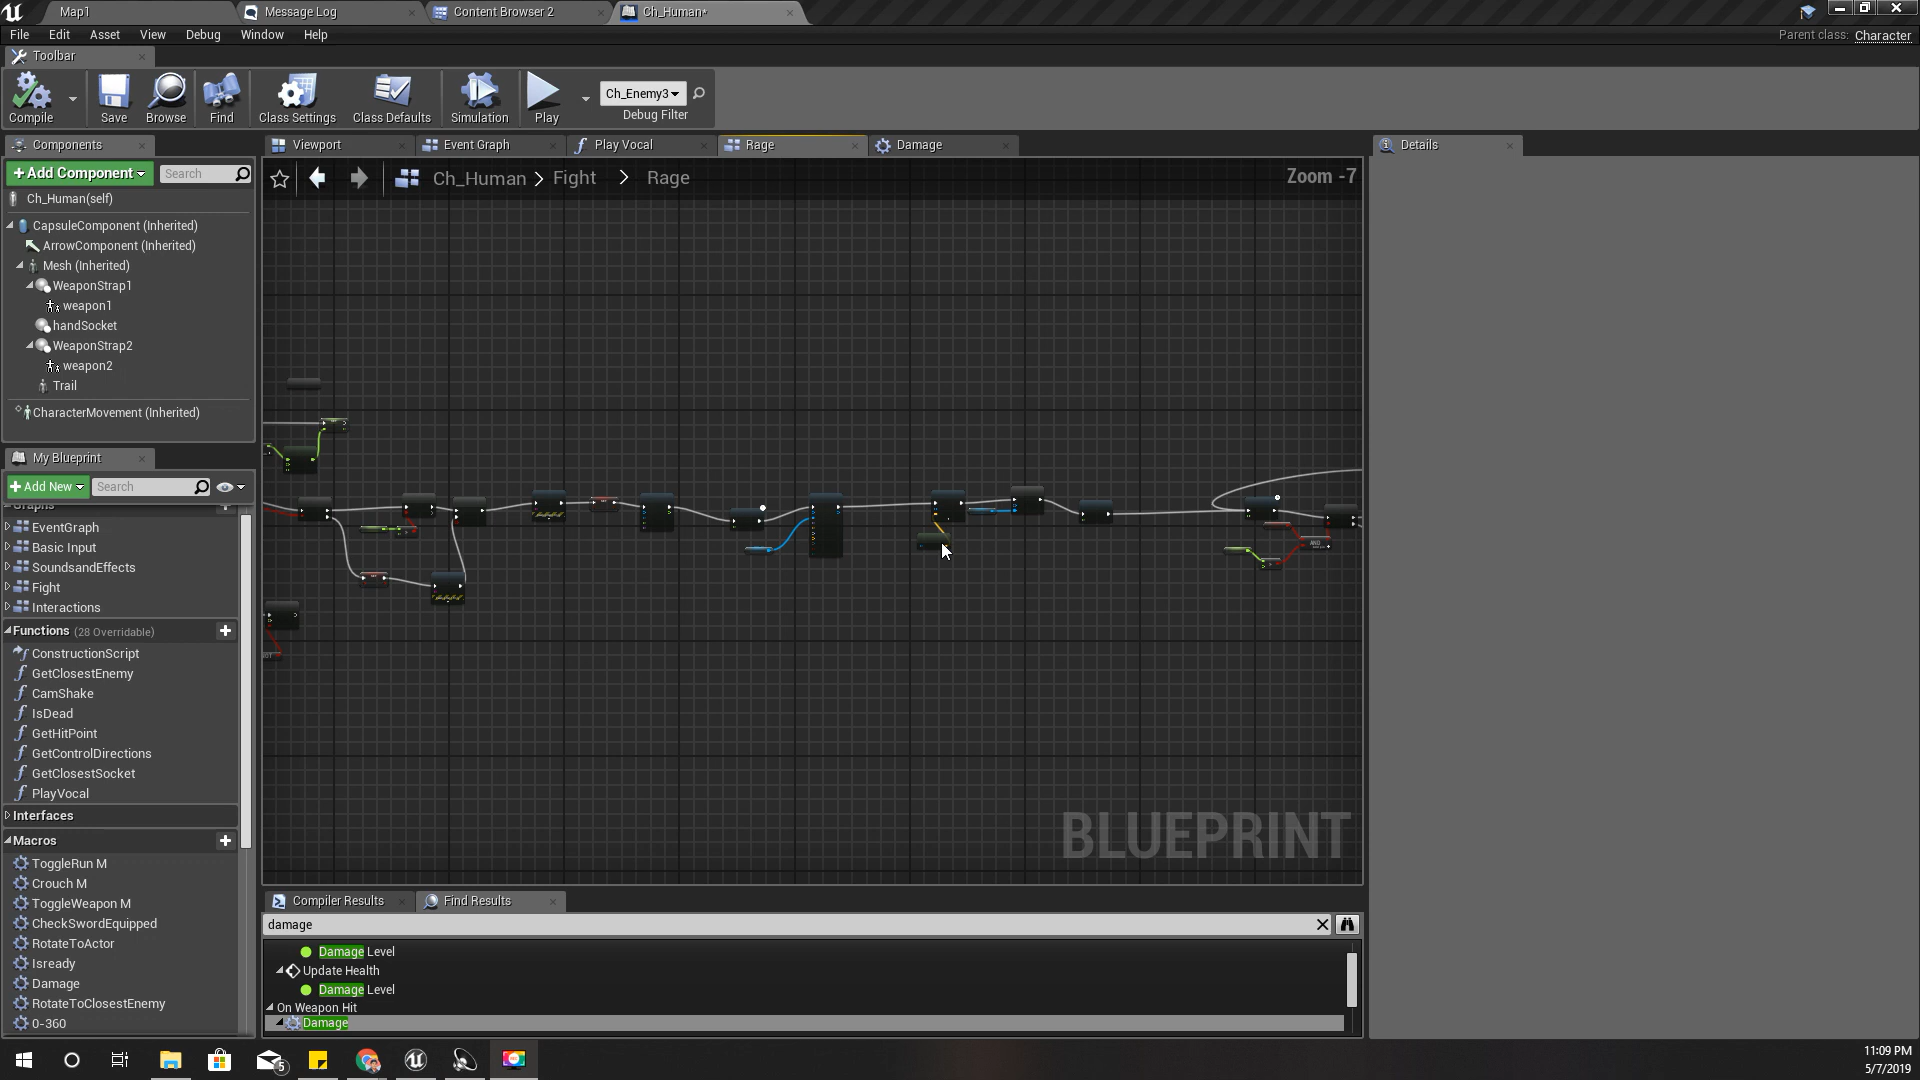 Map1
Message Log
Content Browser 2
Ch_Human*
File Edit Asset View Debug Window Help
Parent class: Character
Toolbar
Compile
Save
Browse
Find
Class Settings
Class Defaults
Simulation
Play
Ch_Enemy3
Debug Filter
Components
+Add Component
Search
Ch_Human(self)
CapsuleComponent (Inherited)
ArrowComponent (Inherited)
Mesh (Inherited)
WeaponStrap1
weapon1
handSocket
WeaponStrap2
weapon2
Trail
CharacterMovement (Inherited)
My Blueprint
+Add New
Search
Graphs
EventGraph
Basic Input
SoundsandEffects
Fight
Interactions
Functions (28 Overridable)
ConstructionScript
GetClosestEnemy
CamShake
IsDead
GetHitPoint
GetControlDirections
GetClosestSocket
PlayVocal
Interfaces
Macros
ToggleRun M
Crouch M
ToggleWeapon M
CheckSwordEquipped
RotateToActor
Isready
Damage
RotateToClosestEnemy
0-360
Viewport
Event Graph
Play Vocal
Rage
Damage
Ch_Human > Fight > Rage
Zoom -7
AND
BLUEPRINT
Compiler Results
Find Results
damage
Damage Level
Update Health
Damage Level
On Weapon Hit
Damage
Details
5
11:09 PM
5/7/2019